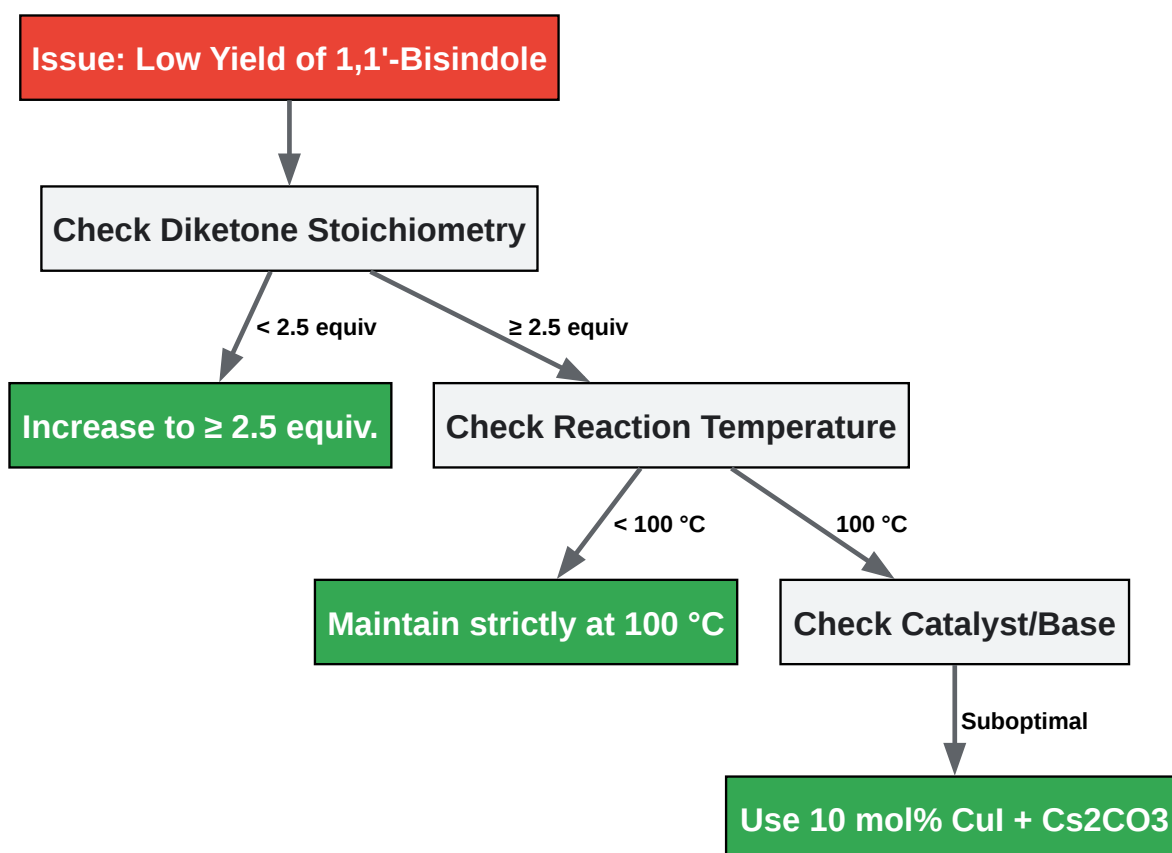 Issue: Low Yield of 1,1'-Bisindole
Check Diketone Stoichiometry
< 2.5 equiv
≥ 2.5 equiv
Increase to ≥ 2.5 equiv.
Check Reaction Temperature
< 100 °C
100 °C
Maintain strictly at 100 °C
Check Catalyst/Base
Suboptimal
Use 10 mol% CuI + Cs2CO3